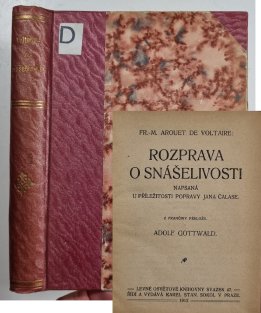 D
FR.-M. AROUET DE VOLTAIRE:
ROZPRAVA
O SNÁŠELIVOSTI
NAPSANÁ
U PŘÍLEŽITOSTI POPRAVY JANA CALASE.
Z FRANČINY PŘELOŽIL
ADOLF GOTTWALD.
LEVNÉ OSVĚTOVÉ KNIHOVNY SVAZEK 47.
ŘÍDÍ A VYDÁVÁ KAREL STAN. SOKOL V PRAZE.